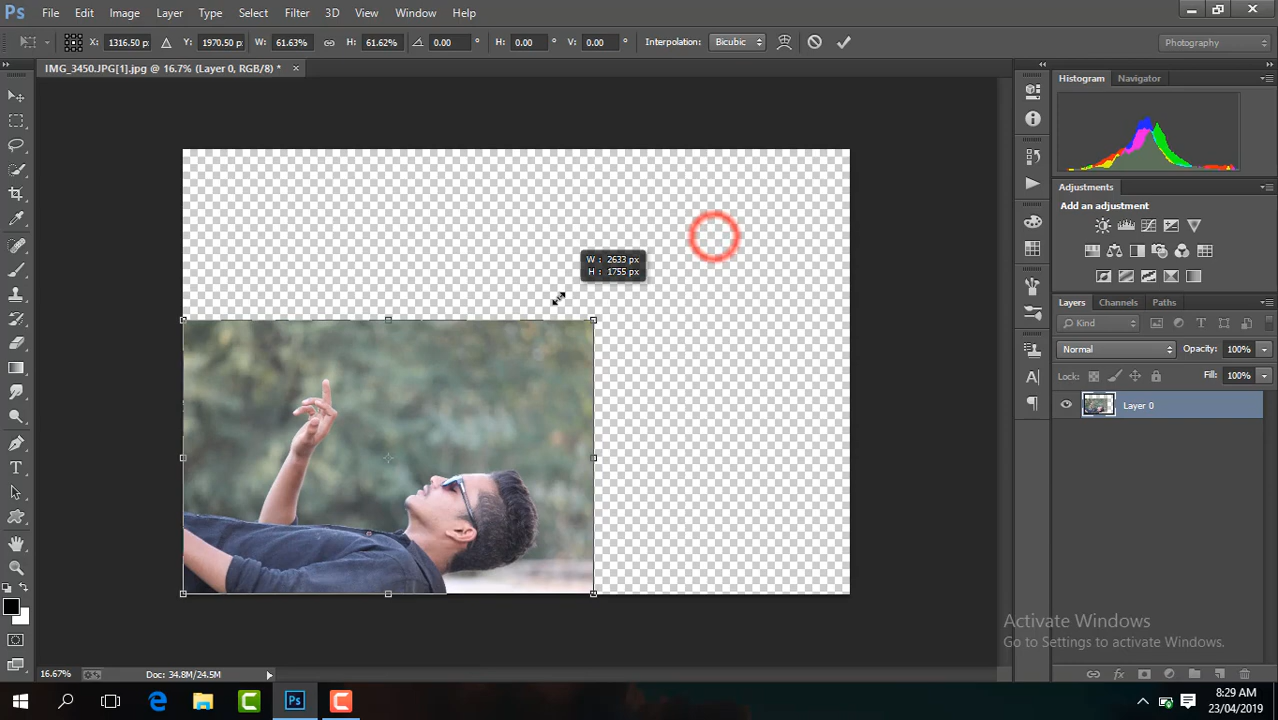 Ps File Edit Image Layer Type Select Filter 3D View Window Help
X: 1316.50 px Y: 1970.50 px W: 61.63% H: 61.62% 0.00 ° H: 0.00 ° V: 0.00 ° Interpolation: Bicubic Photography
IMG_3450.JPG[1].jpg @ 16.7% (Layer 0, RGB/8) * ×
Histogram Navigator
Adjustments
Add an adjustment
W : 2633 px
H : 1755 px
Layers Channels Paths
Kind
Normal Opacity: 100%
Lock: Fill: 100%
Layer 0
Activate Windows
Go to Settings to activate Windows.
16.67% Doc: 34.8M/24.5M
8:29 AM
23/04/2019